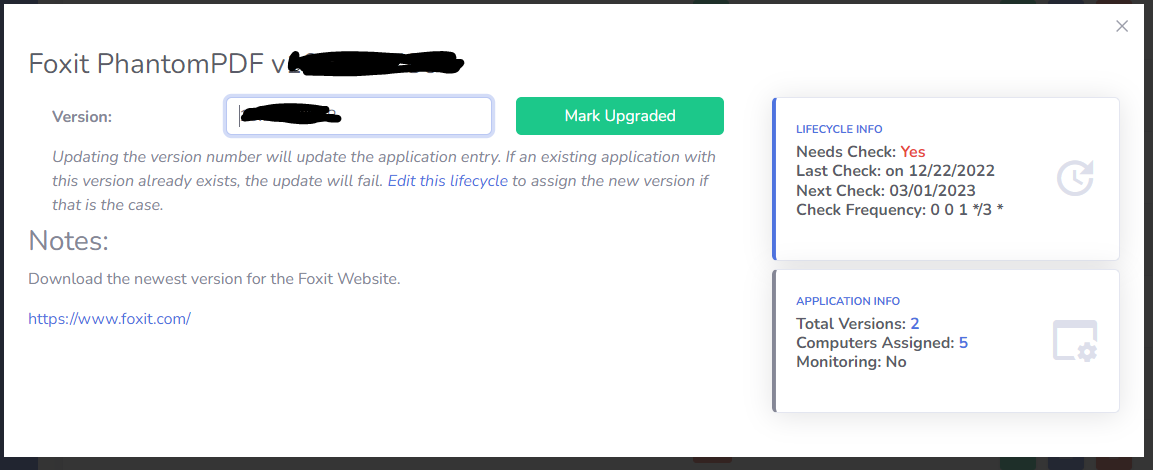 Foxit PhantomPDF
Version:
Mark Upgraded
Updating the version number will update the application entry. If an existing application with
this version already exists, the update will fail. Edit this lifecycle to assign the new version if
that is the case.
Notes:
Download the newest version for the Foxit Website.
https://www.foxit.com/
LIFECYCLE INFO
Needs Check: Yes
Last Check: on 12/22/2022
Next Check: 03/01/2023
Check Frequency: 0 0 1 */3 *
APPLICATION INFO
Total Versions: 2
Computers Assigned: 5
Monitoring: No